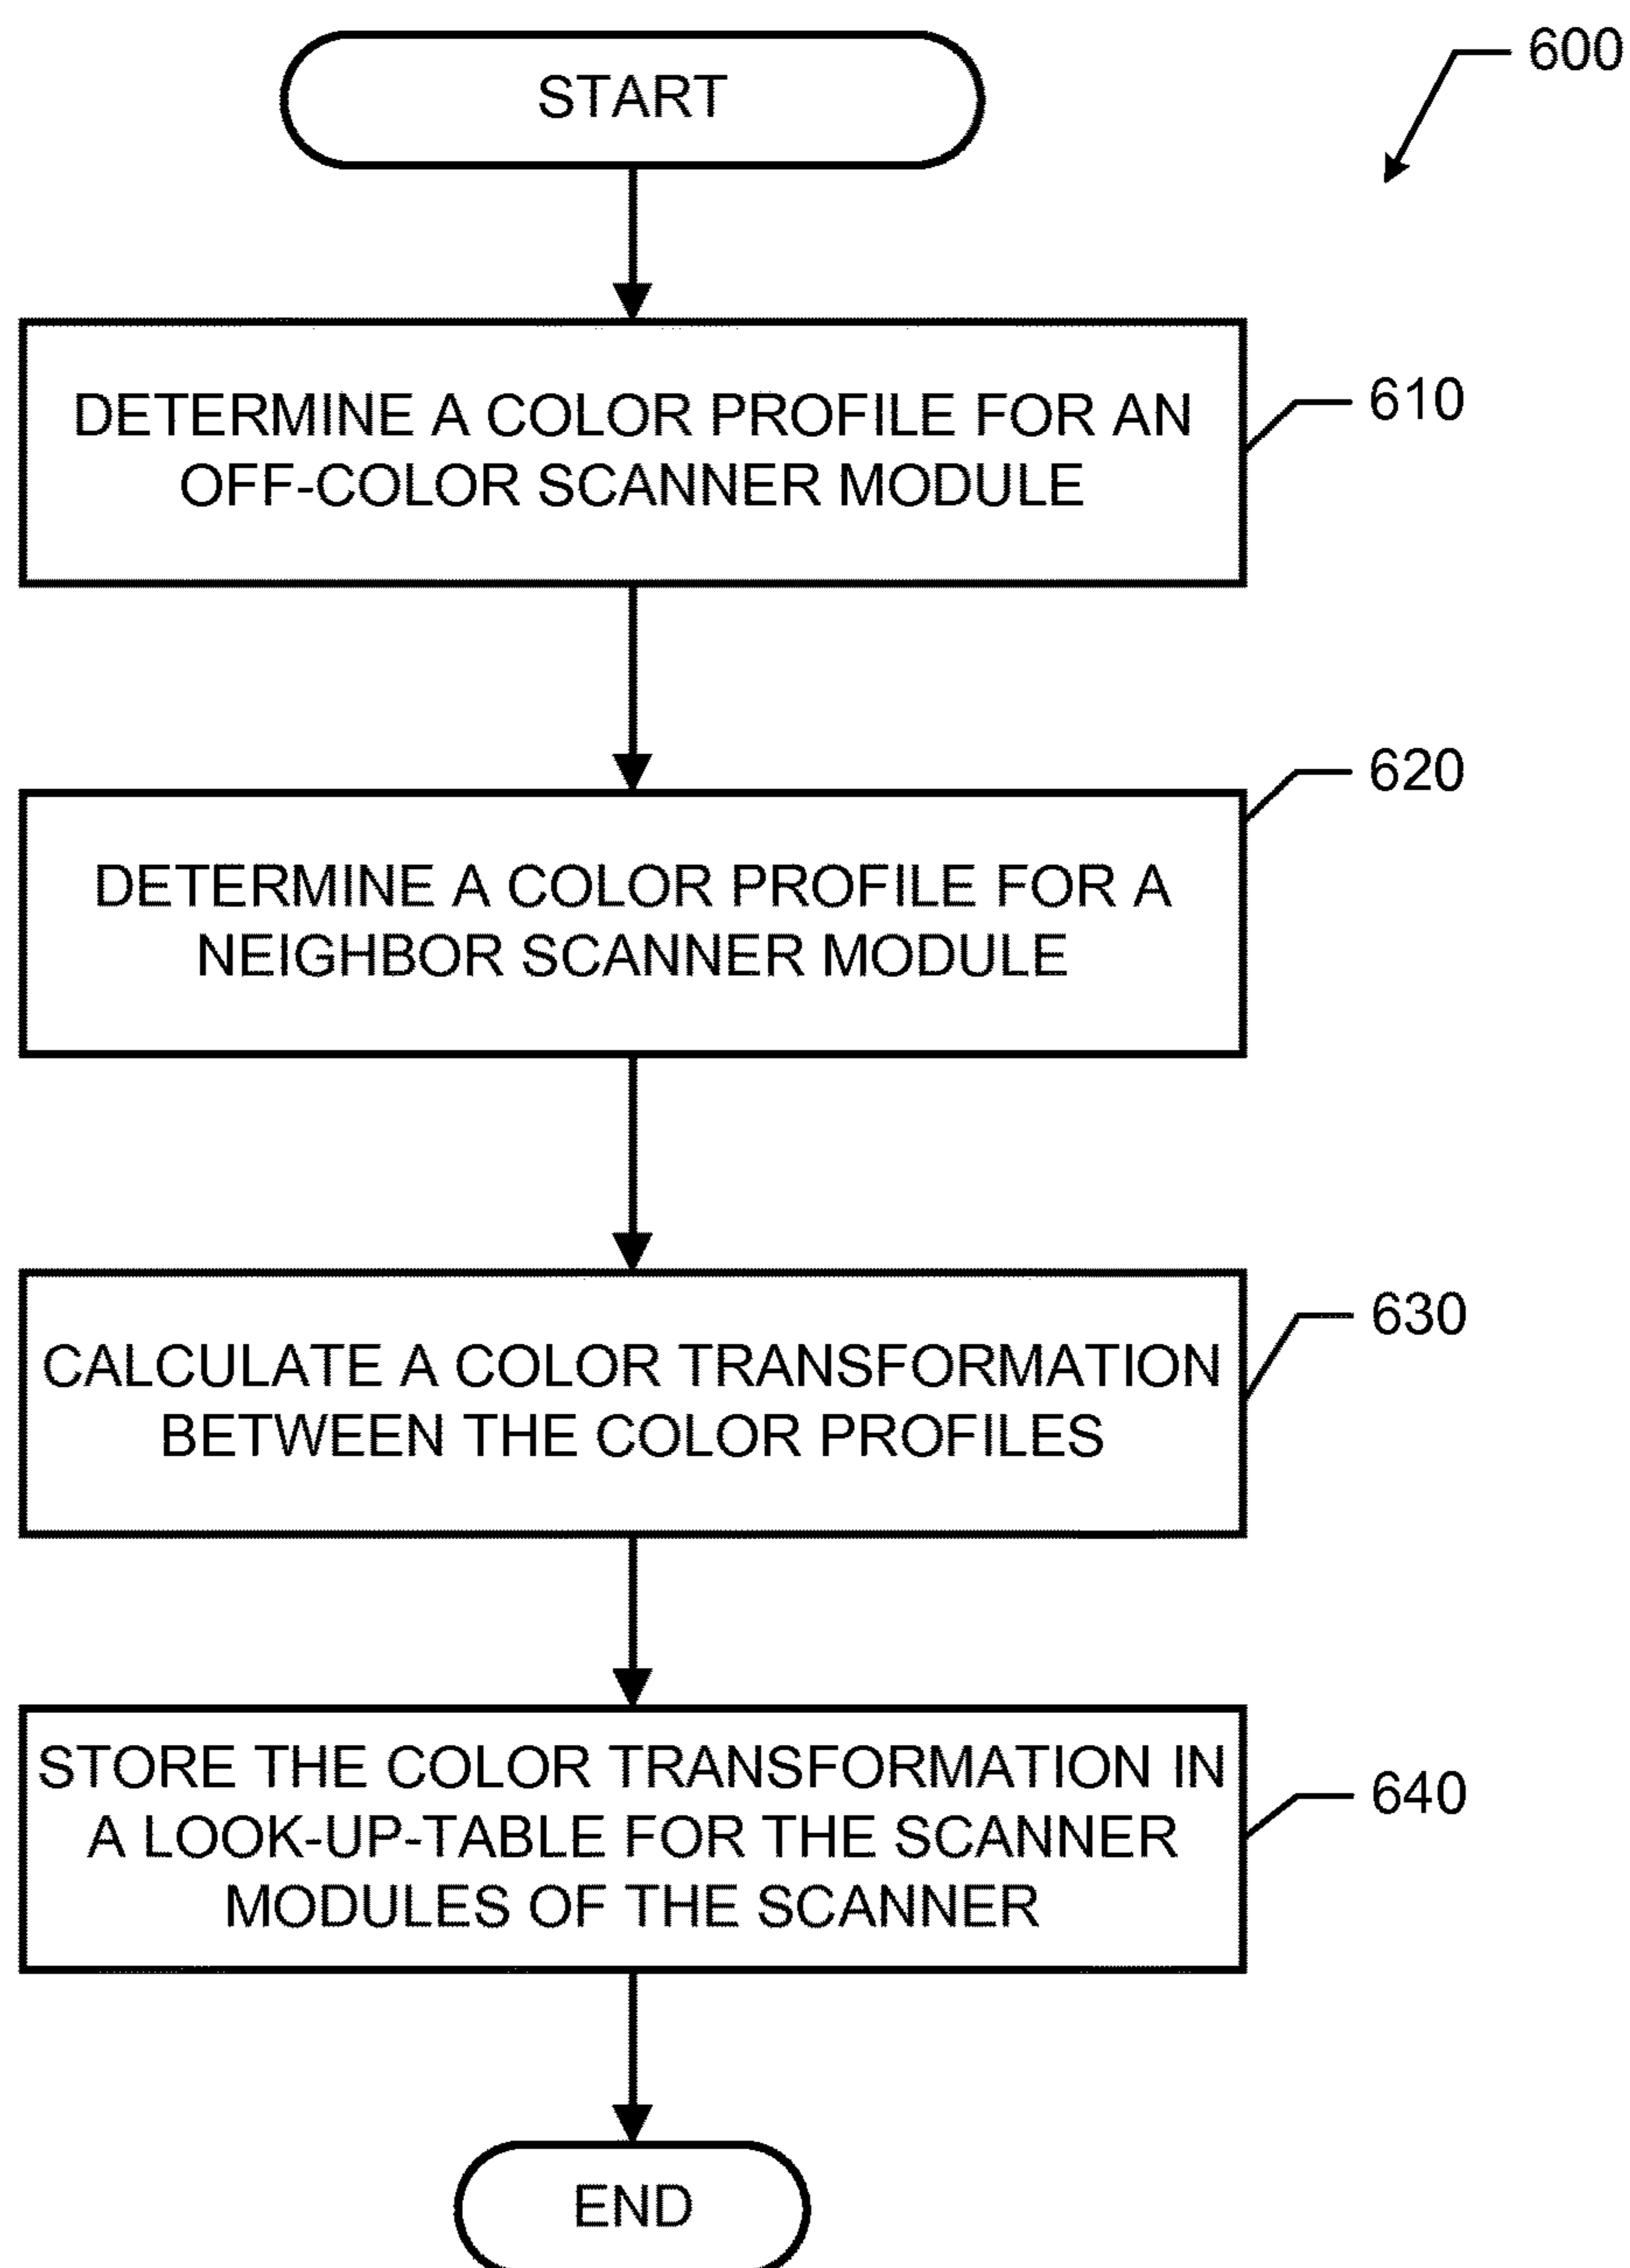 START
600
DETERMINE A COLOR PROFILE FOR AN
OFF-COLOR SCANNER MODULE
610
620
DETERMINE A COLOR PROFILE FOR A
NEIGHBOR SCANNER MODULE
630
CALCULATE A COLOR TRANSFORMATION
BETWEEN THE COLOR PROFILES
STORE THE COLOR TRANSFORMATION IN
A LOOK-UP-TABLE FOR THE SCANNER
MODULES OF THE SCANNER
640
END